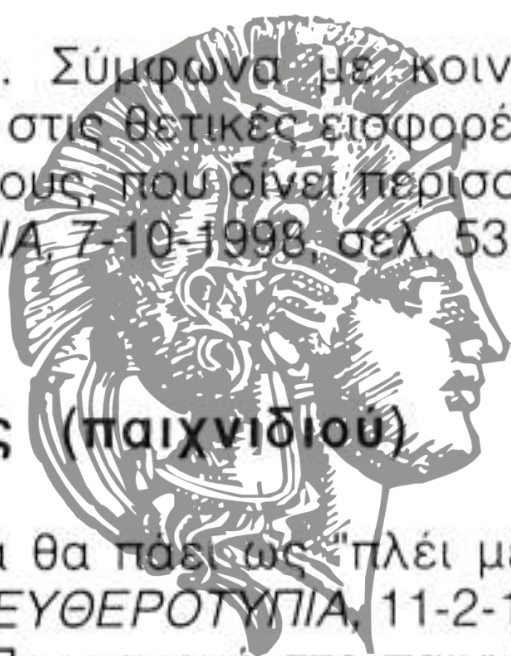 . Σύμφωνα με κοιν
στις θετικές εισφορέ
ους, που δίνει περισσ
ΙΑ, 7-10-1998, σελ. 53
ς (παιχνιδιού)
α θα πάει ως "πλέι με
ΕΥΘΕΡΟΤΥΠΙΑ, 11-2-1